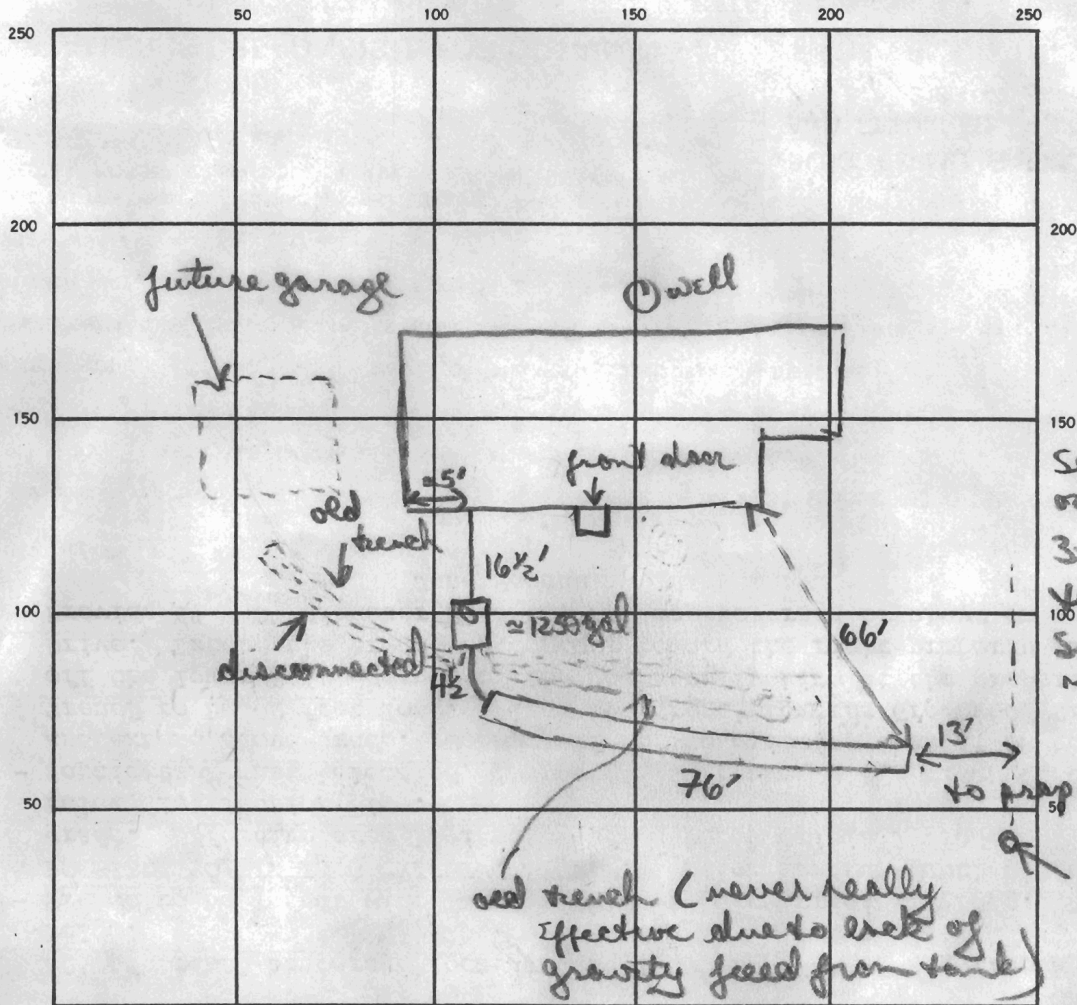 50 100 150 200 250
250
200 200
future garage
well
150 150
≈5'
front door
old
trench
16½'
100 100
≈1250 gal
66'
disconnected
4½'
13'
76'
to prop
50 50
old trench (never really
effective due to lack of
gravity feed from tank)